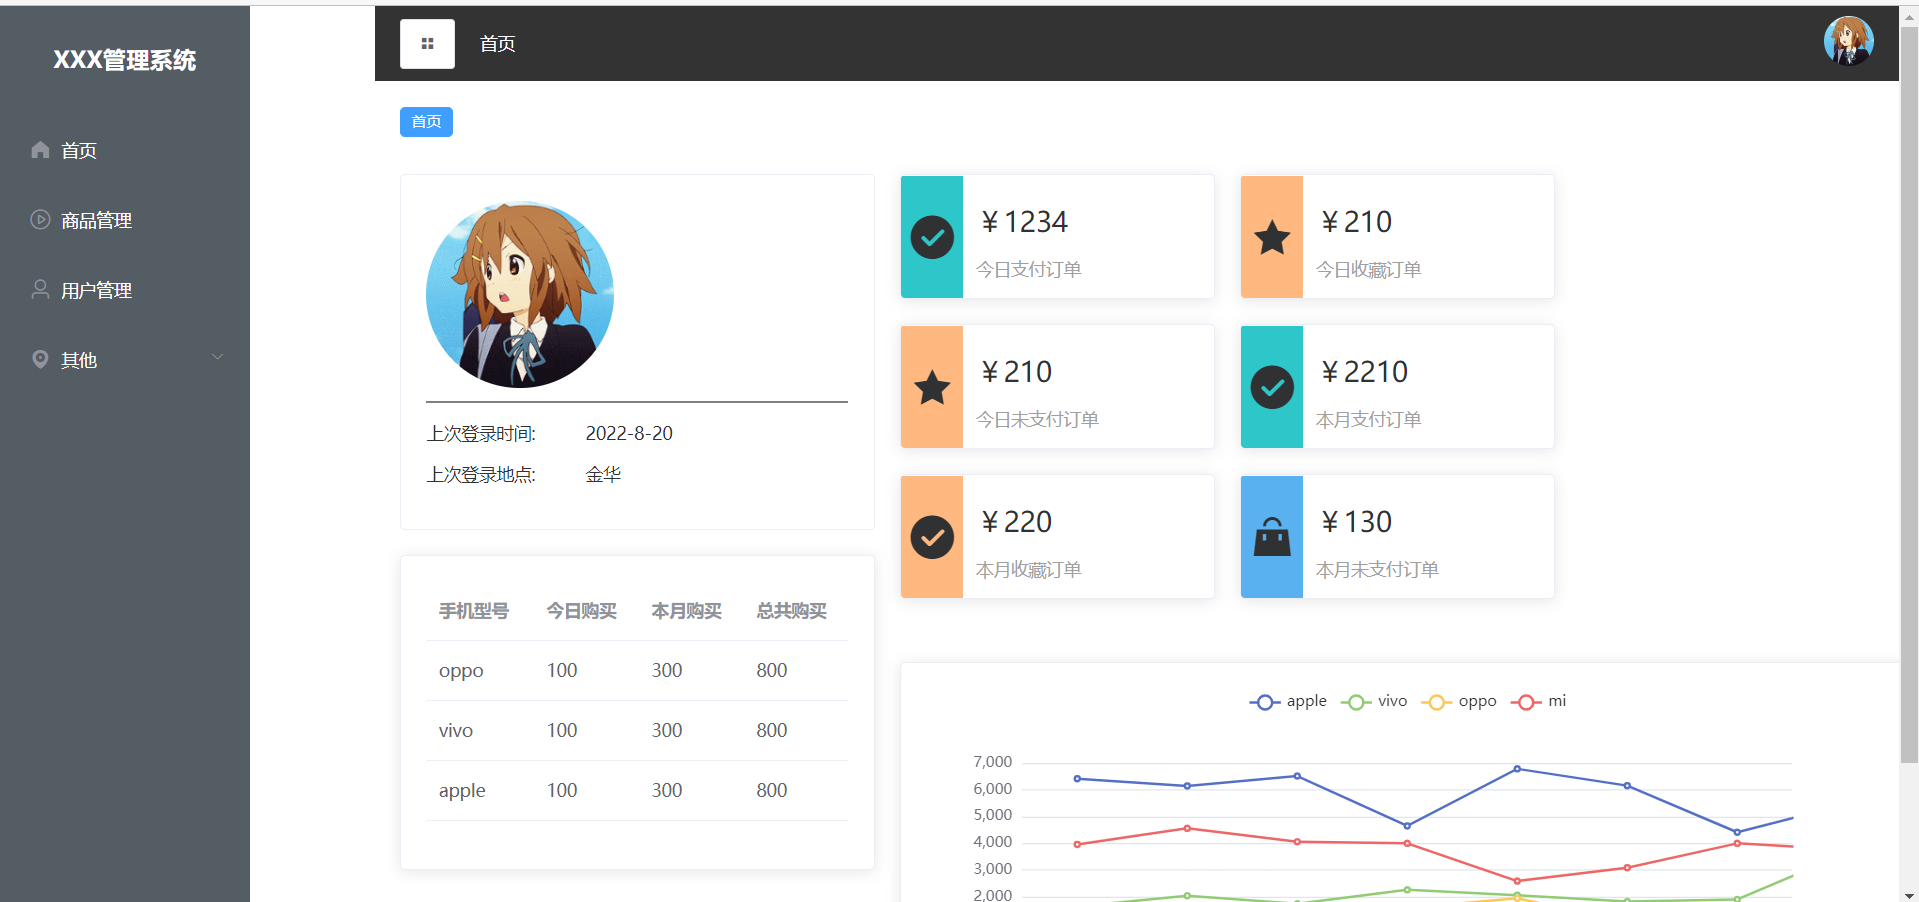 XXX管理系统
首页
商品管理
用户管理
其他
首页
首页
上次登录时间: 2022-8-20
上次登录地点: 金华
手机型号 今日购买 本月购买 总共购买
oppo 100 300 800
vivo 100 300 800
apple 100 300 800
￥1234
今日支付订单
￥210
今日收藏订单
￥210
今日未支付订单
￥2210
本月支付订单
￥220
本月收藏订单
￥130
本月未支付订单
apple vivo oppo mi
7,000
6,000
5,000
4,000
3,000
2,000